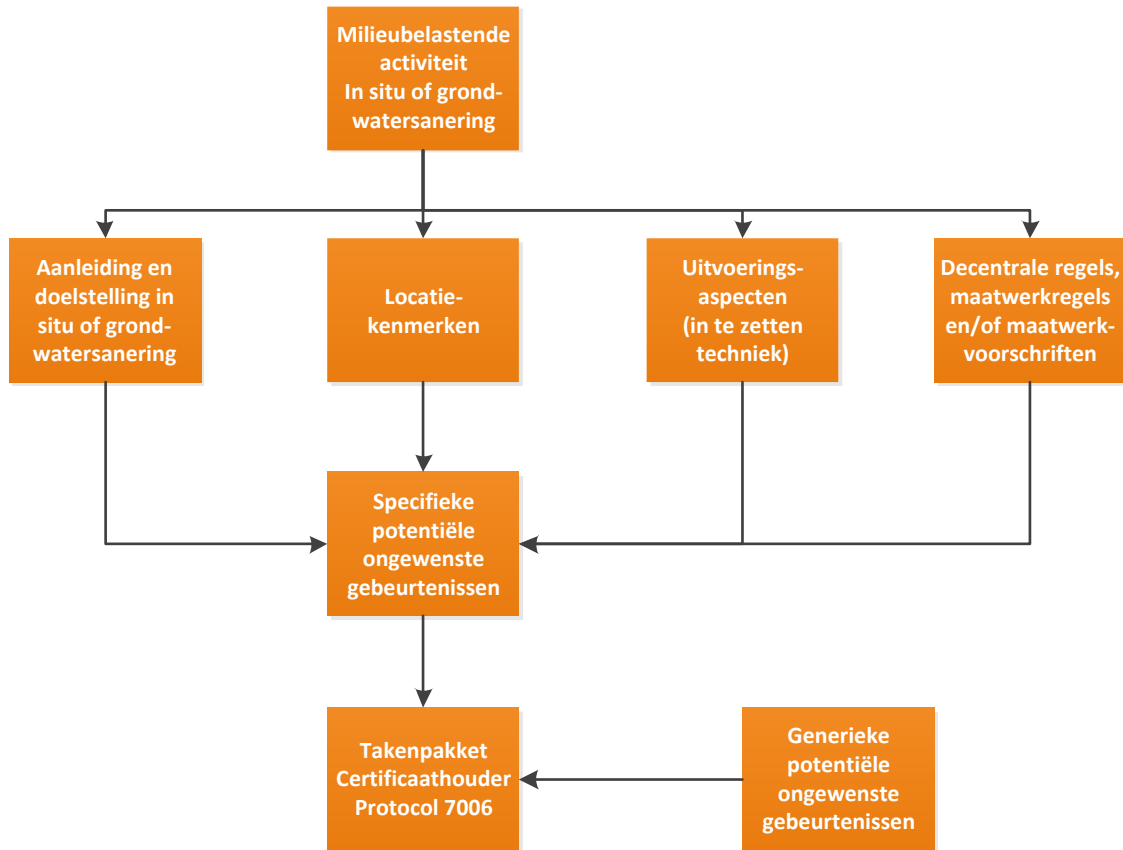 Milieubelastende
activiteit
In situ of grond-
watersanering
Aanleiding en
doelstelling in
situ of grond-
watersanering
Locatie-
kenmerken
Uitvoerings-
aspecten
(in te zetten
techniek)
Decentrale regels,
maatwerkregels
en/of maatwerk-
voorschriften
Specifieke
potentiële
ongewenste
gebeurtenissen
Takenpakket
Certificaathouder
Protocol 7006
Generieke
potentiële
ongewenste
gebeurtenissen